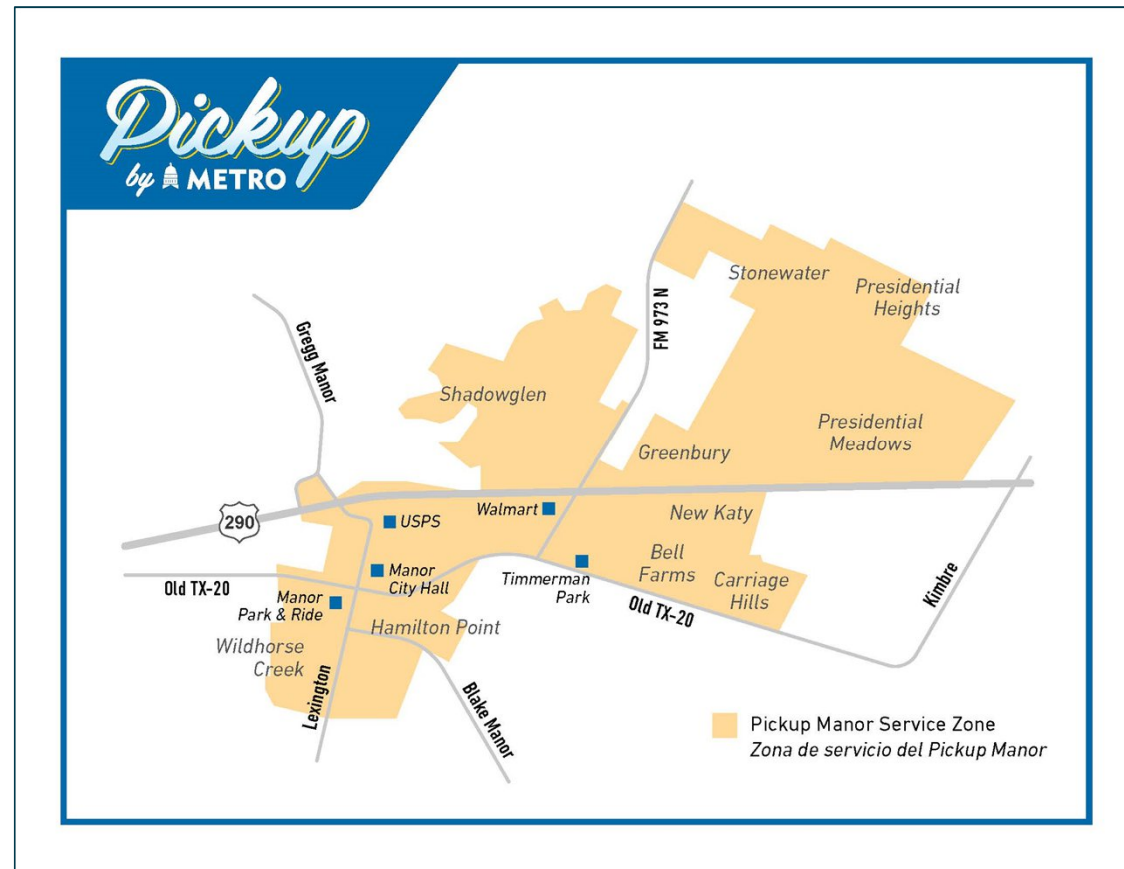 Pickup
by METRO
Stonewater
Presidential
Heights
FM 973 N
Gregg Manor
Shadowglen
Presidential
Meadows
Greenbury
290
USPS
Walmart
New Katy
Manor
City Hall
Timmerman
Park
Bell
Farms
Carriage
Hills
Old TX-20
Manor
Park & Ride
Old TX-20
Kimbre
Hamilton Point
Wildhorse
Creek
Lexington
Blake Manor
Pickup Manor Service Zone
Zona de servicio del Pickup Manor